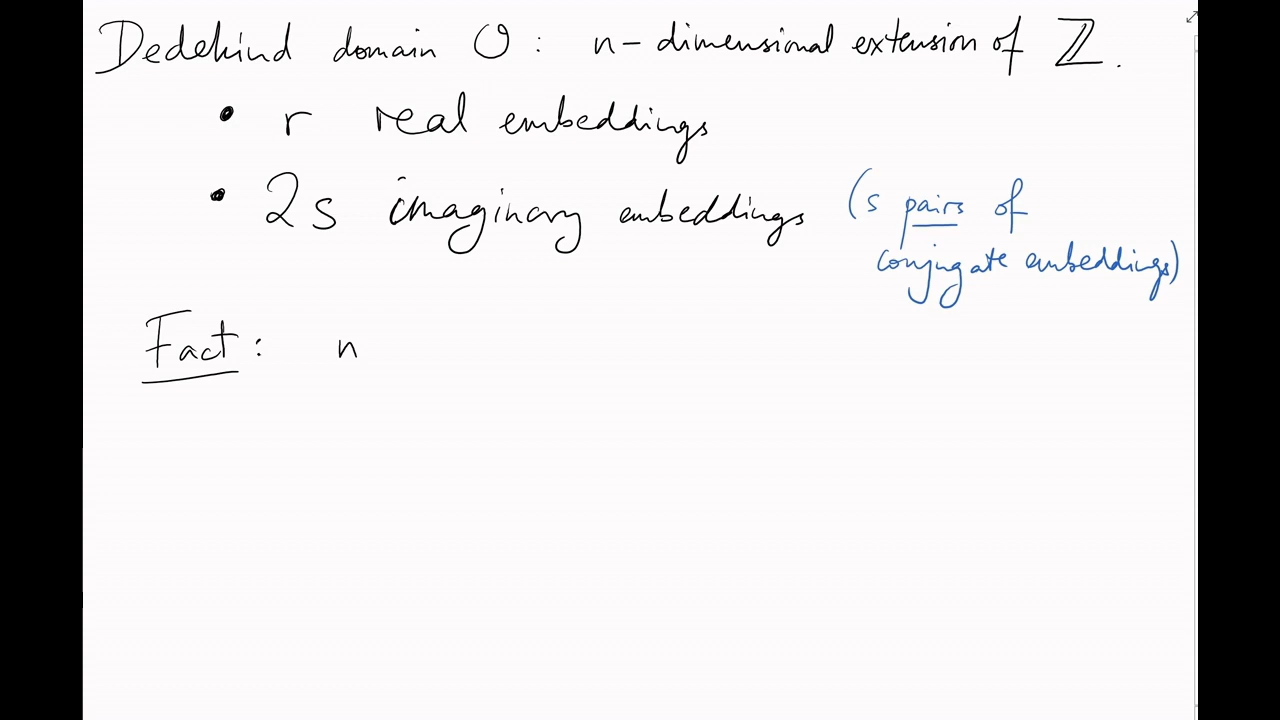 Dedekind domain O : n-dimensional extension of ℤ.
• r real embeddings
• 2s imaginary embeddings (s pairs of
conjugate embeddings)
Fact : n